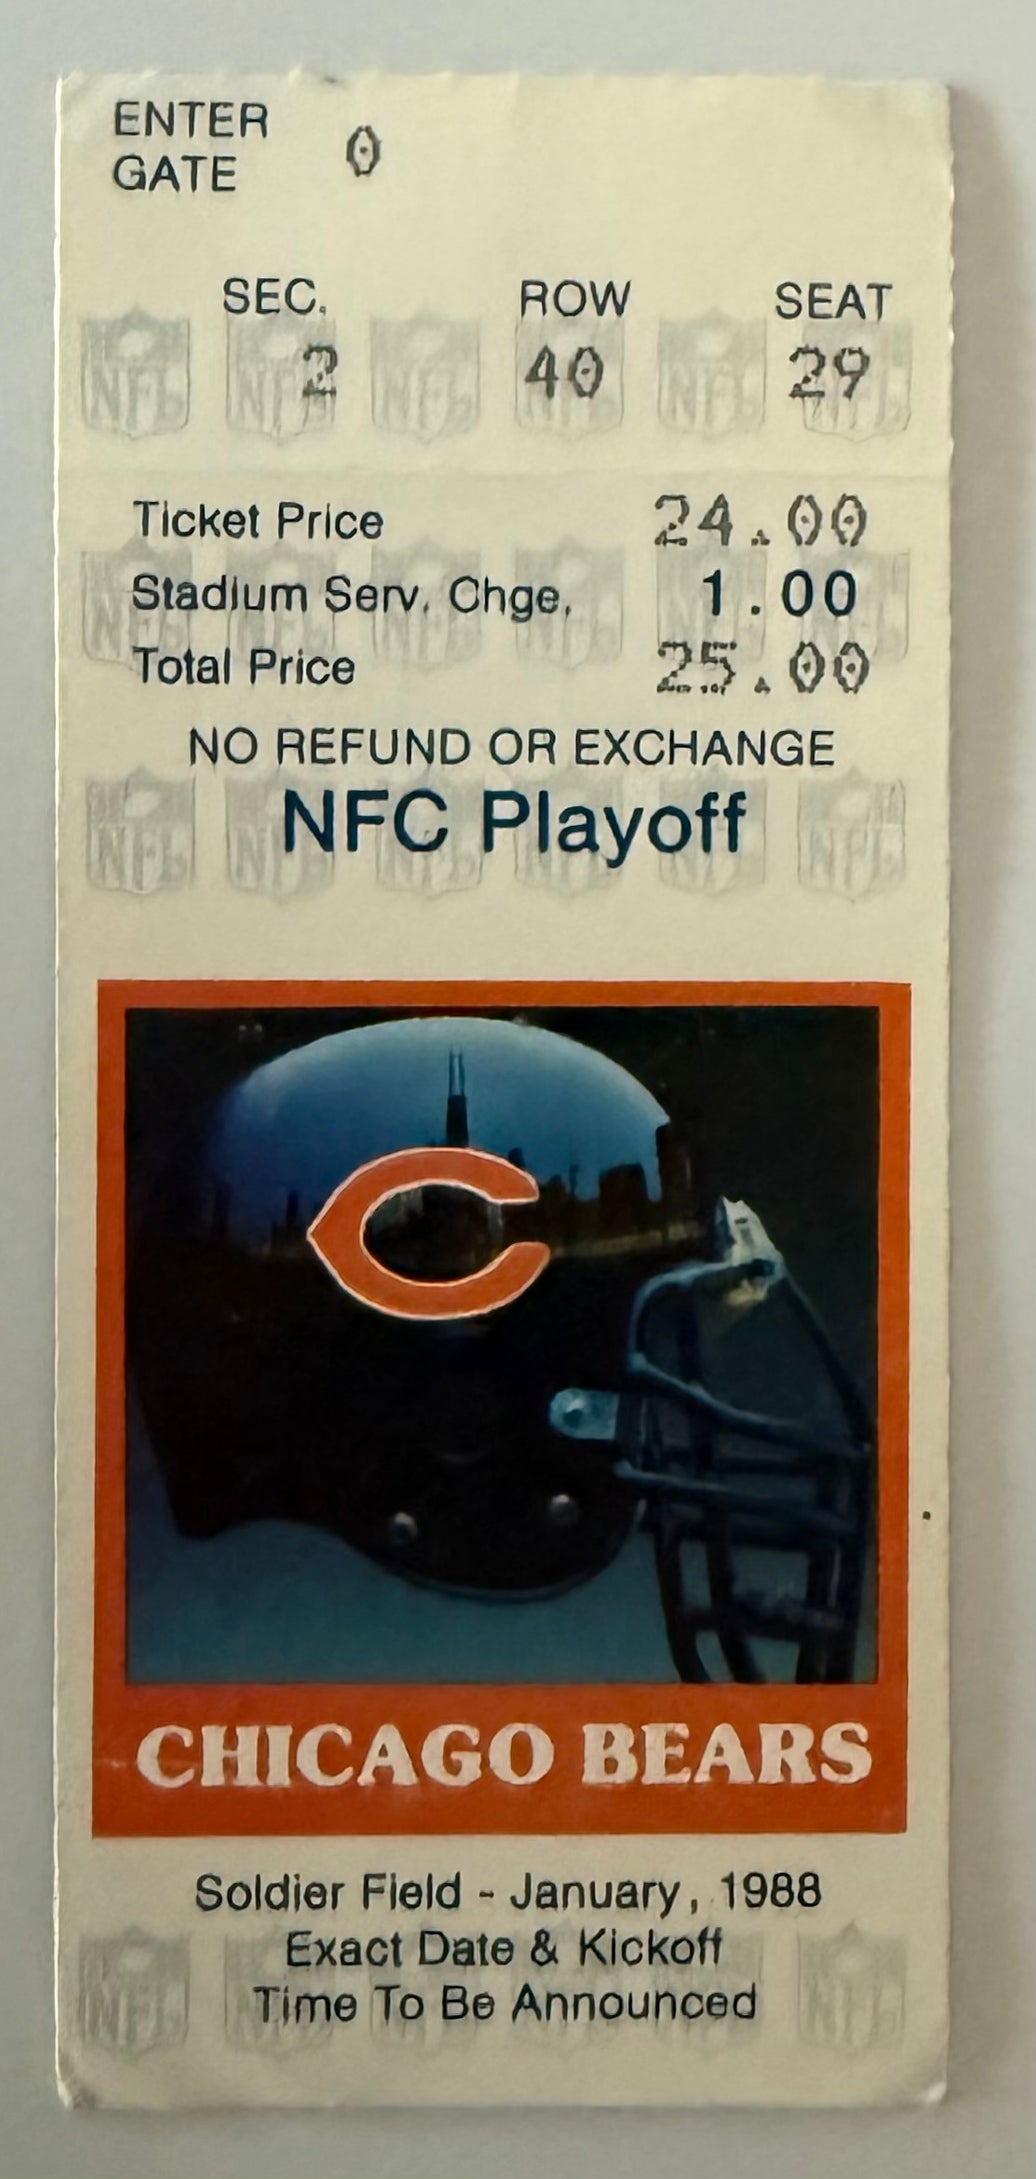 ENTER
GATE 0
SEC. ROW SEAT
2 40 29
Ticket Price 24.00
Stadium Serv. Chge. 1.00
Total Price 25.00
NO REFUND OR EXCHANGE
NFC Playoff
C
CHICAGO BEARS
Soldier Field - January, 1988
Exact Date & Kickoff
Time To Be Announced